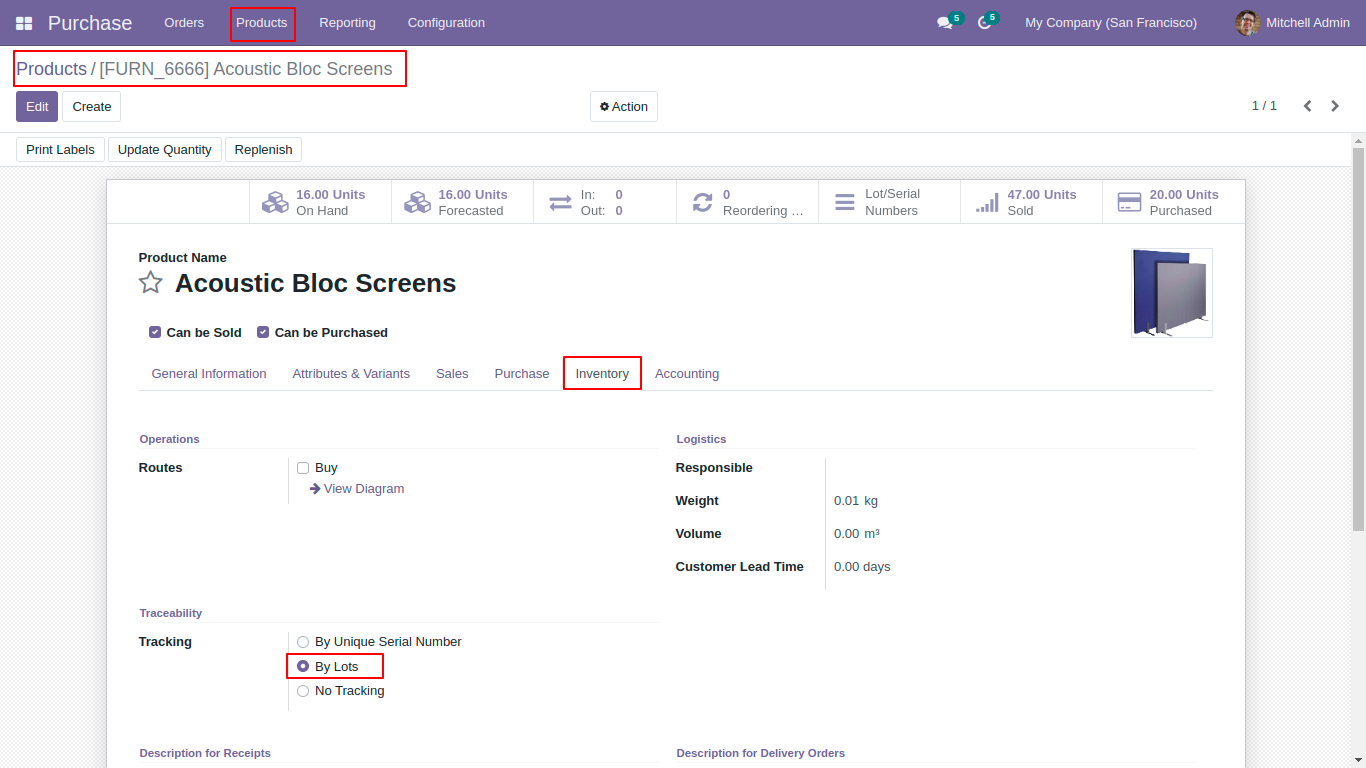 Purchase Orders Products Reporting Configuration 5 5 My Company (San Francisco) Mitchell Admin
Products / [FURN_6666] Acoustic Bloc Screens
Edit Create Action 1 / 1
Print Labels Update Quantity Replenish
16.00 Units On Hand
16.00 Units Forecasted
In: 0
Out: 0
0 Reordering ...
Lot/Serial Numbers
47.00 Units Sold
20.00 Units Purchased
Product Name
Acoustic Bloc Screens
Can be Sold Can be Purchased
General Information Attributes & Variants Sales Purchase Inventory Accounting
Operations
Routes Buy
View Diagram
Logistics
Responsible
Weight 0.01 kg
Volume 0.00 m³
Customer Lead Time 0.00 days
Traceability
Tracking By Unique Serial Number
By Lots
No Tracking
Description for Receipts Description for Delivery Orders